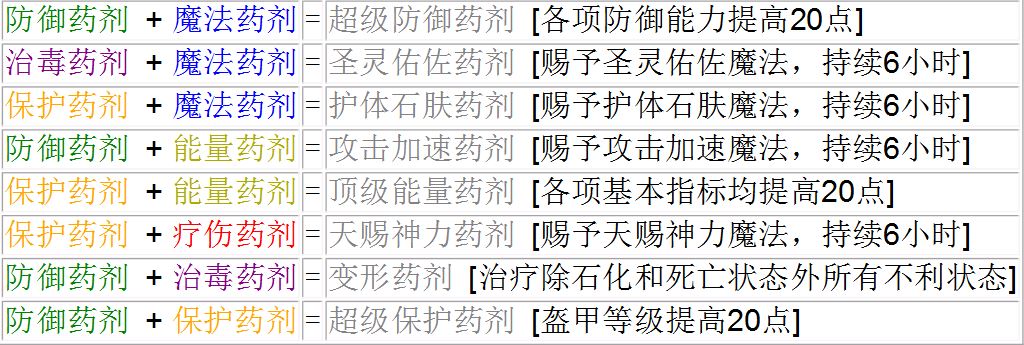 防御药剂 + 魔法药剂 = 超级防御药剂 [各项防御能力提高20点]
治毒药剂 + 魔法药剂 = 圣灵佑佐药剂 [赐予圣灵佑佐魔法，持续6小时]
保护药剂 + 魔法药剂 = 护体石肤药剂 [赐予护体石肤魔法，持续6小时]
防御药剂 + 能量药剂 = 攻击加速药剂 [赐予攻击加速魔法，持续6小时]
保护药剂 + 能量药剂 = 顶级能量药剂 [各项基本指标均提高20点]
保护药剂 + 疗伤药剂 = 天赐神力药剂 [赐予天赐神力魔法，持续6小时]
防御药剂 + 治毒药剂 = 变形药剂 [治疗除石化和死亡状态外所有不利状态]
防御药剂 + 保护药剂 = 超级保护药剂 [盔甲等级提高20点]